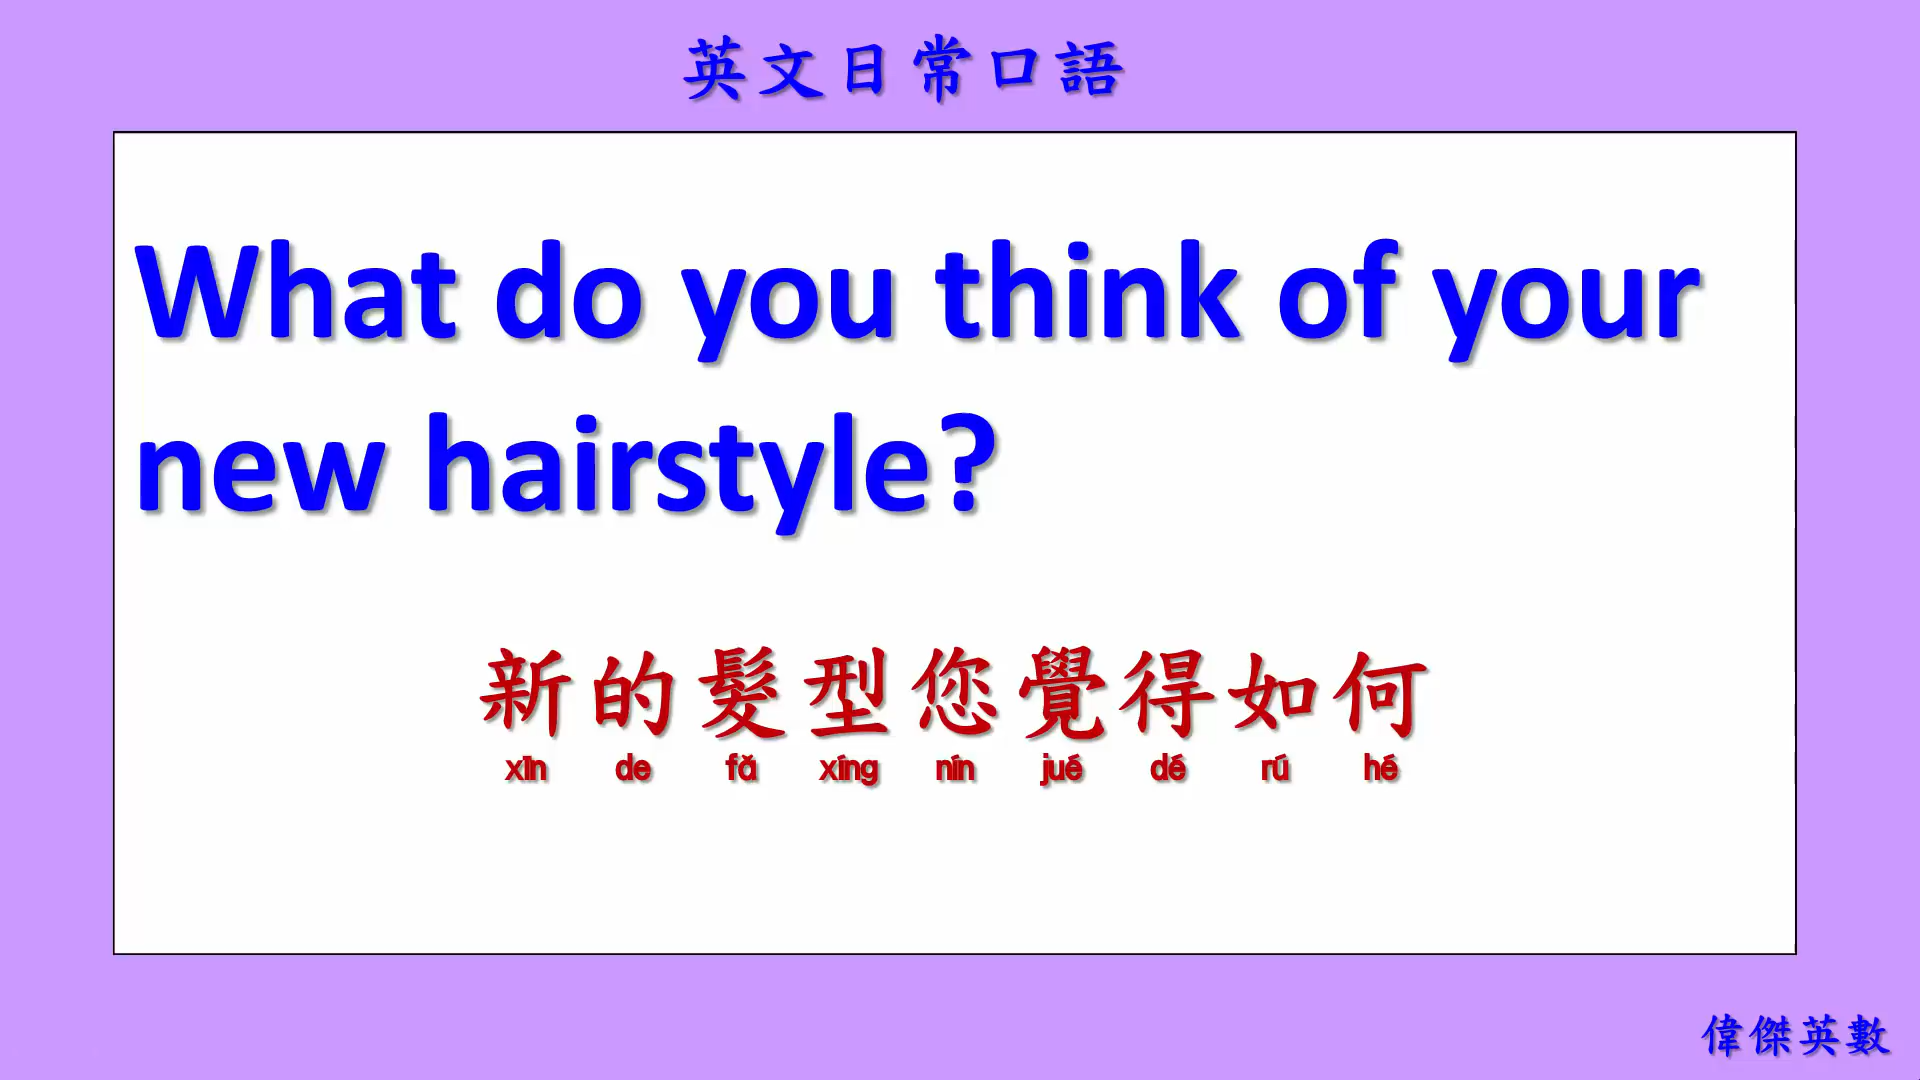 英文日常口語
What do you think of your
new hairstyle?
新的髮型您覺得如何
xīn de fǎ xíng nín jué dé rú hé
偉傑英數